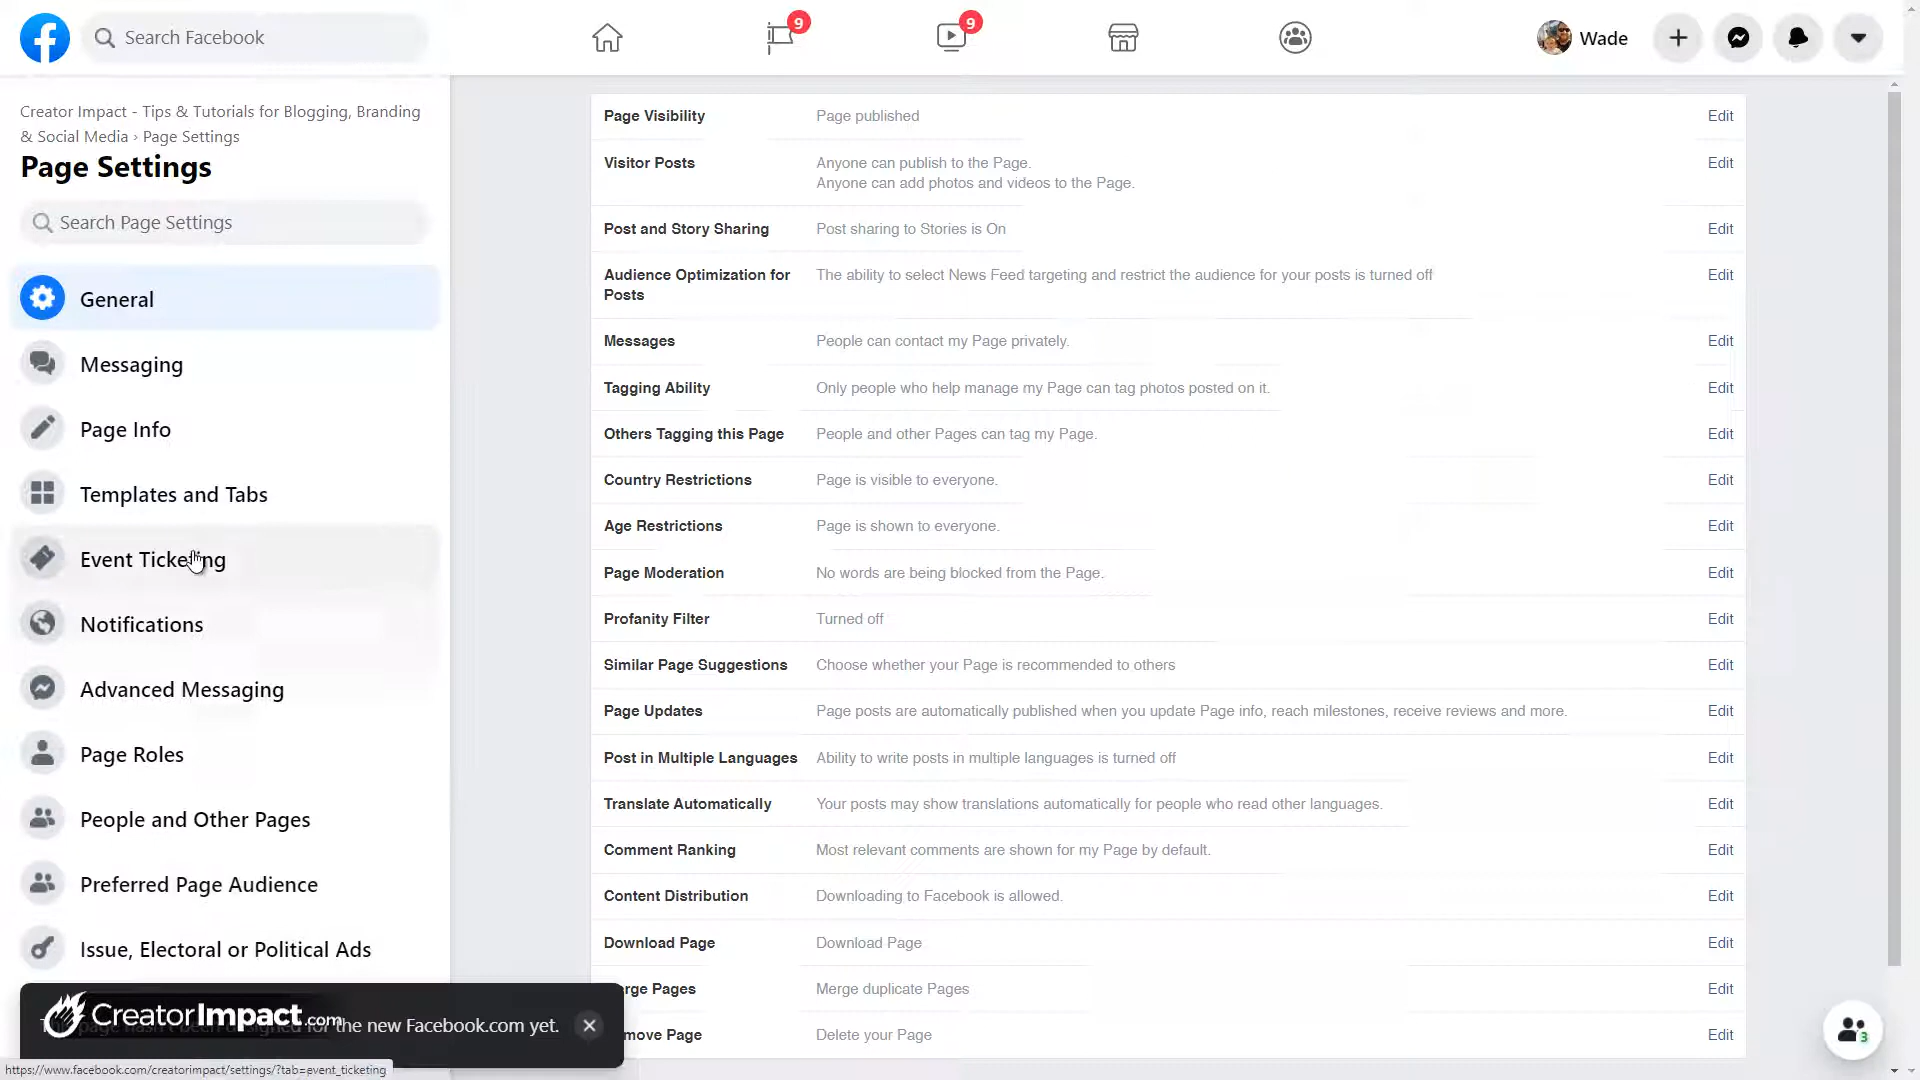 Search Facebook
9
9
Wade
Creator Impact - Tips & Tutorials for Blogging, Branding
& Social Media › Page Settings
Page Settings
Search Page Settings
General
Messaging
Page Info
Templates and Tabs
Event Ticketing
Notifications
Advanced Messaging
Page Roles
People and Other Pages
Preferred Page Audience
Issue, Electoral or Political Ads
Page Visibility Page published Edit
Visitor Posts Anyone can publish to the Page. Edit
Anyone can add photos and videos to the Page.
Post and Story Sharing Post sharing to Stories is On Edit
Audience Optimization for The ability to select News Feed targeting and restrict the audience for your posts is turned off Edit
Posts
Messages People can contact my Page privately. Edit
Tagging Ability Only people who help manage my Page can tag photos posted on it. Edit
Others Tagging this Page People and other Pages can tag my Page. Edit
Country Restrictions Page is visible to everyone. Edit
Age Restrictions Page is shown to everyone. Edit
Page Moderation No words are being blocked from the Page. Edit
Profanity Filter Turned off Edit
Similar Page Suggestions Choose whether your Page is recommended to others Edit
Page Updates Page posts are automatically published when you update Page info, reach milestones, receive reviews and more. Edit
Post in Multiple Languages Ability to write posts in multiple languages is turned off Edit
Translate Automatically Your posts may show translations automatically for people who read other languages. Edit
Comment Ranking Most relevant comments are shown for my Page by default. Edit
Content Distribution Downloading to Facebook is allowed. Edit
Download Page Download Page Edit
Pages Merge duplicate Pages Edit
Page Delete your Page Edit
CreatorImpact.com
the new Facebook.com yet.
3
https://www.facebook.com/creatorimpact/settings/?tab=event_ticketing